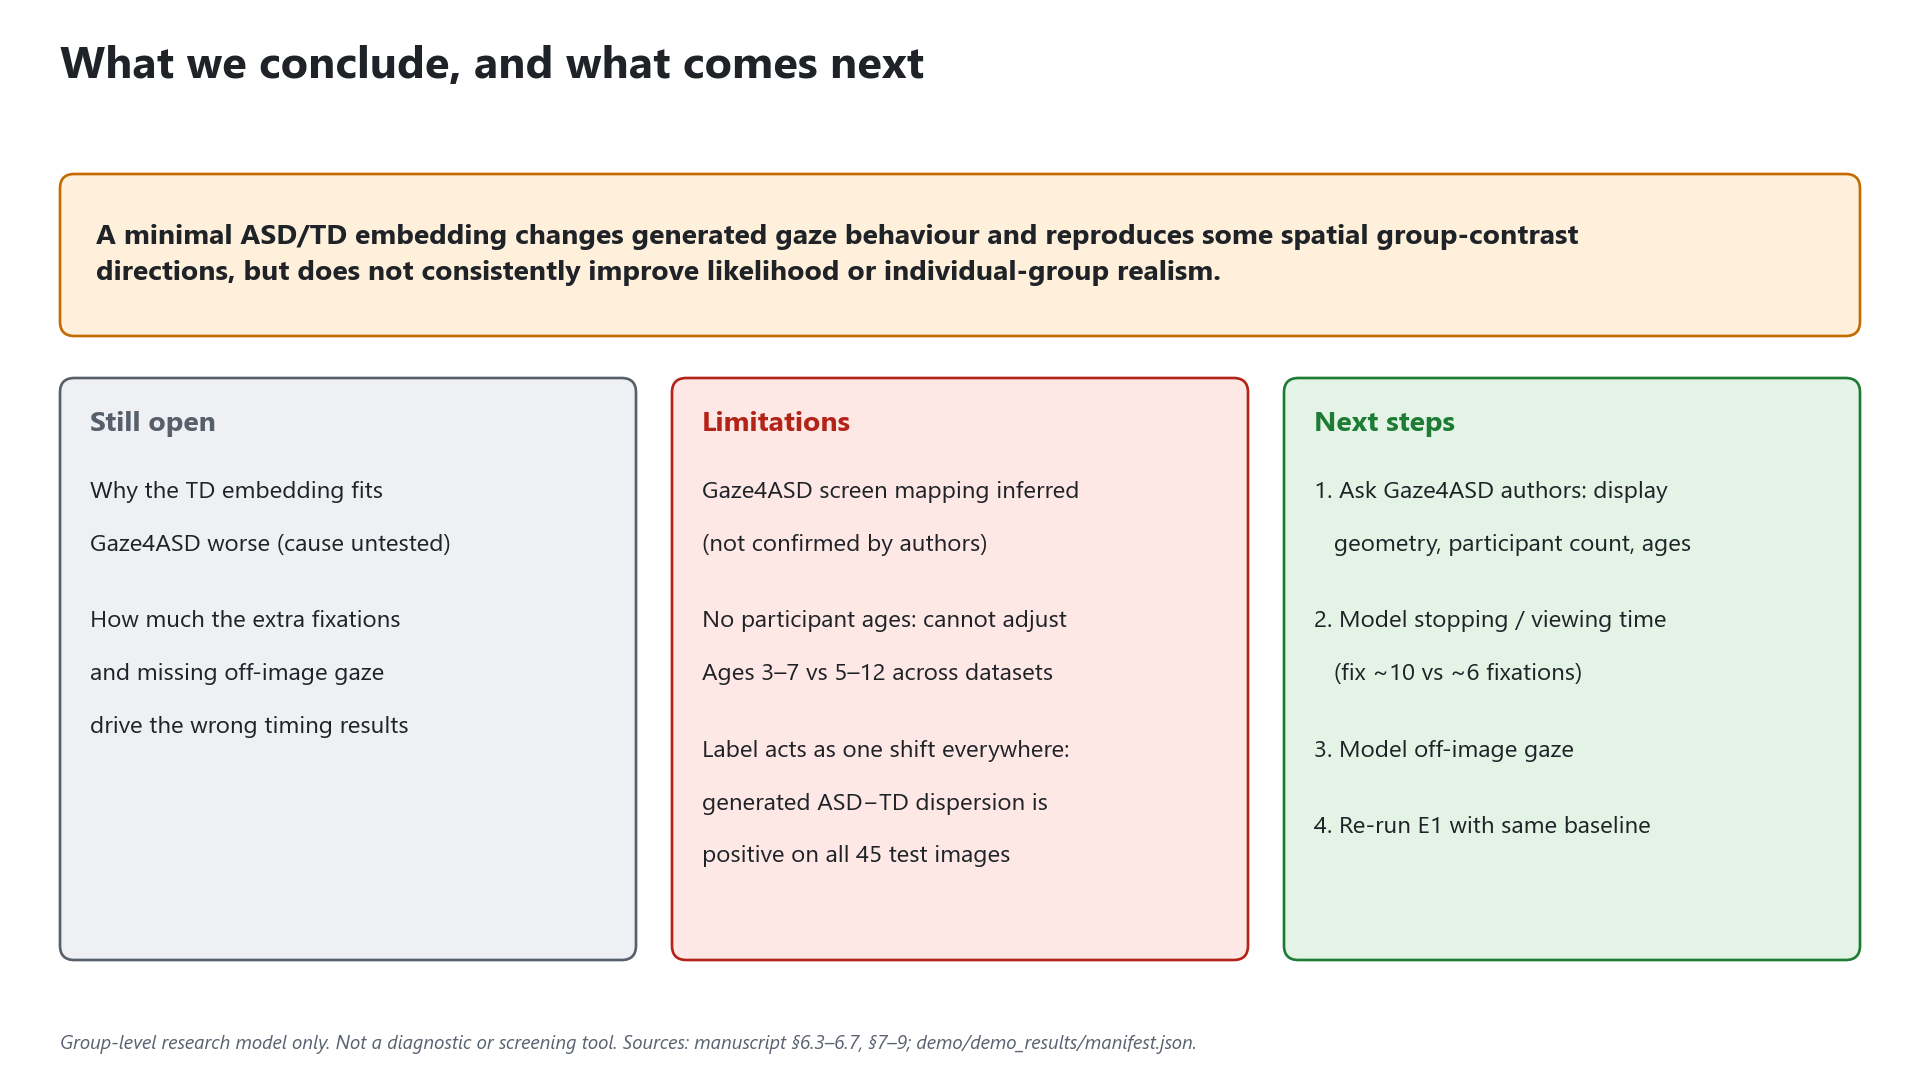 What we conclude, and what comes next
A minimal ASD/TD embedding changes generated gaze behaviour and reproduces some spatial group-contrast
directions, but does not consistently improve likelihood or individual-group realism.
Still open
Why the TD embedding fits
Gaze4ASD worse (cause untested)
How much the extra fixations
and missing off-image gaze
drive the wrong timing results
Limitations
Gaze4ASD screen mapping inferred
(not confirmed by authors)
No participant ages: cannot adjust
Ages 3–7 vs 5–12 across datasets
Label acts as one shift everywhere:
generated ASD−TD dispersion is
positive on all 45 test images
Next steps
1. Ask Gaze4ASD authors: display
geometry, participant count, ages
2. Model stopping / viewing time
(fix ~10 vs ~6 fixations)
3. Model off-image gaze
4. Re-run E1 with same baseline
Group-level research model only. Not a diagnostic or screening tool. Sources: manuscript §6.3–6.7, §7–9; demo/demo_results/manifest.json.